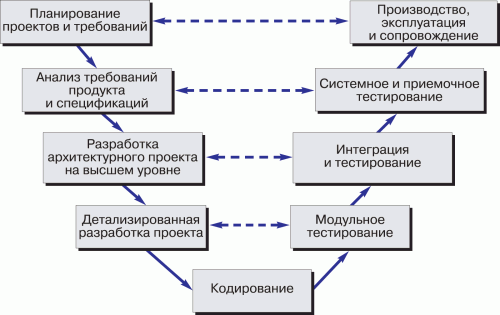 Планирование
проектов и требований
Производство,
эксплуатация
и сопровождение
Анализ требований
продукта
и спецификаций
Системное и приемочное
тестирование
Разработка
архитектурного проекта
на высшем уровне
Интеграция
и тестирование
Детализированная
разработка проекта
Модульное
тестирование
Кодирование